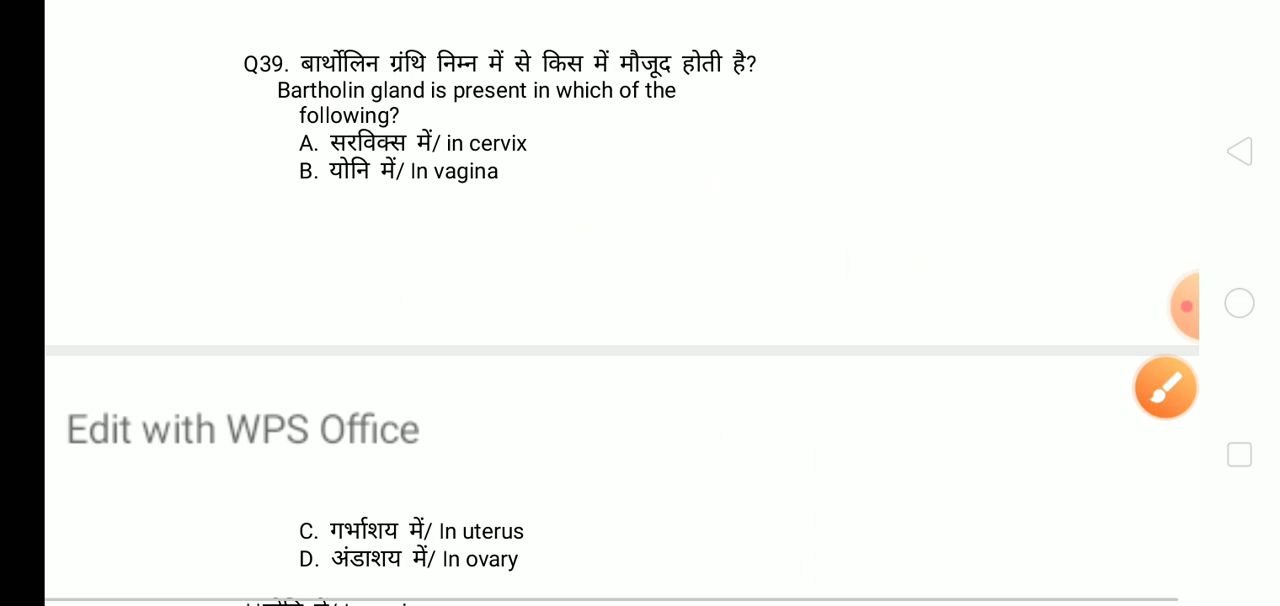 Q39. बार्थोलिन ग्रंथि निम्न में से किस में मौजूद होती है?
Bartholin gland is present in which of the
following?
A. सरविक्स में/ in cervix
B. योनि में/ In vagina
Edit with WPS Office
C. गर्भाशय में/ In uterus
D. अंडाशय में/ In ovary